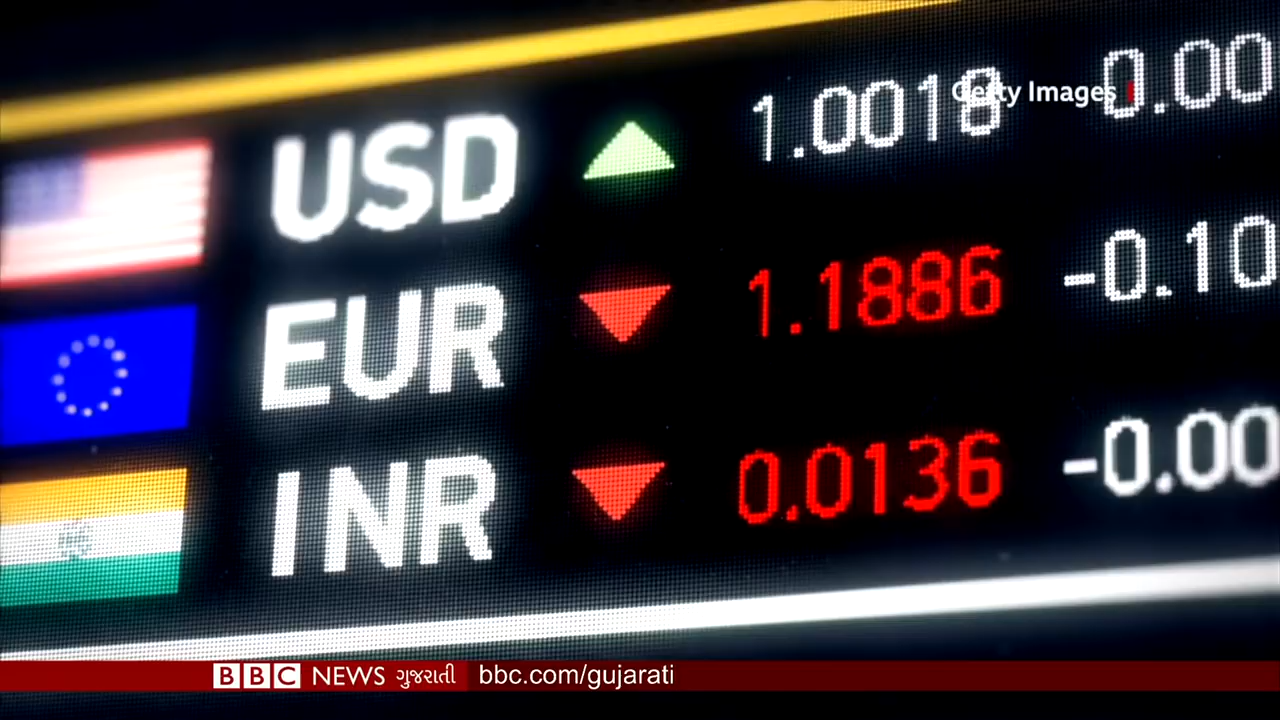 Getty Images
USD 1.0018 0.00
EUR 1.1886 -0.10
INR 0.0136 -0.00
BBC NEWS ગુજરાતી bbc.com/gujarati